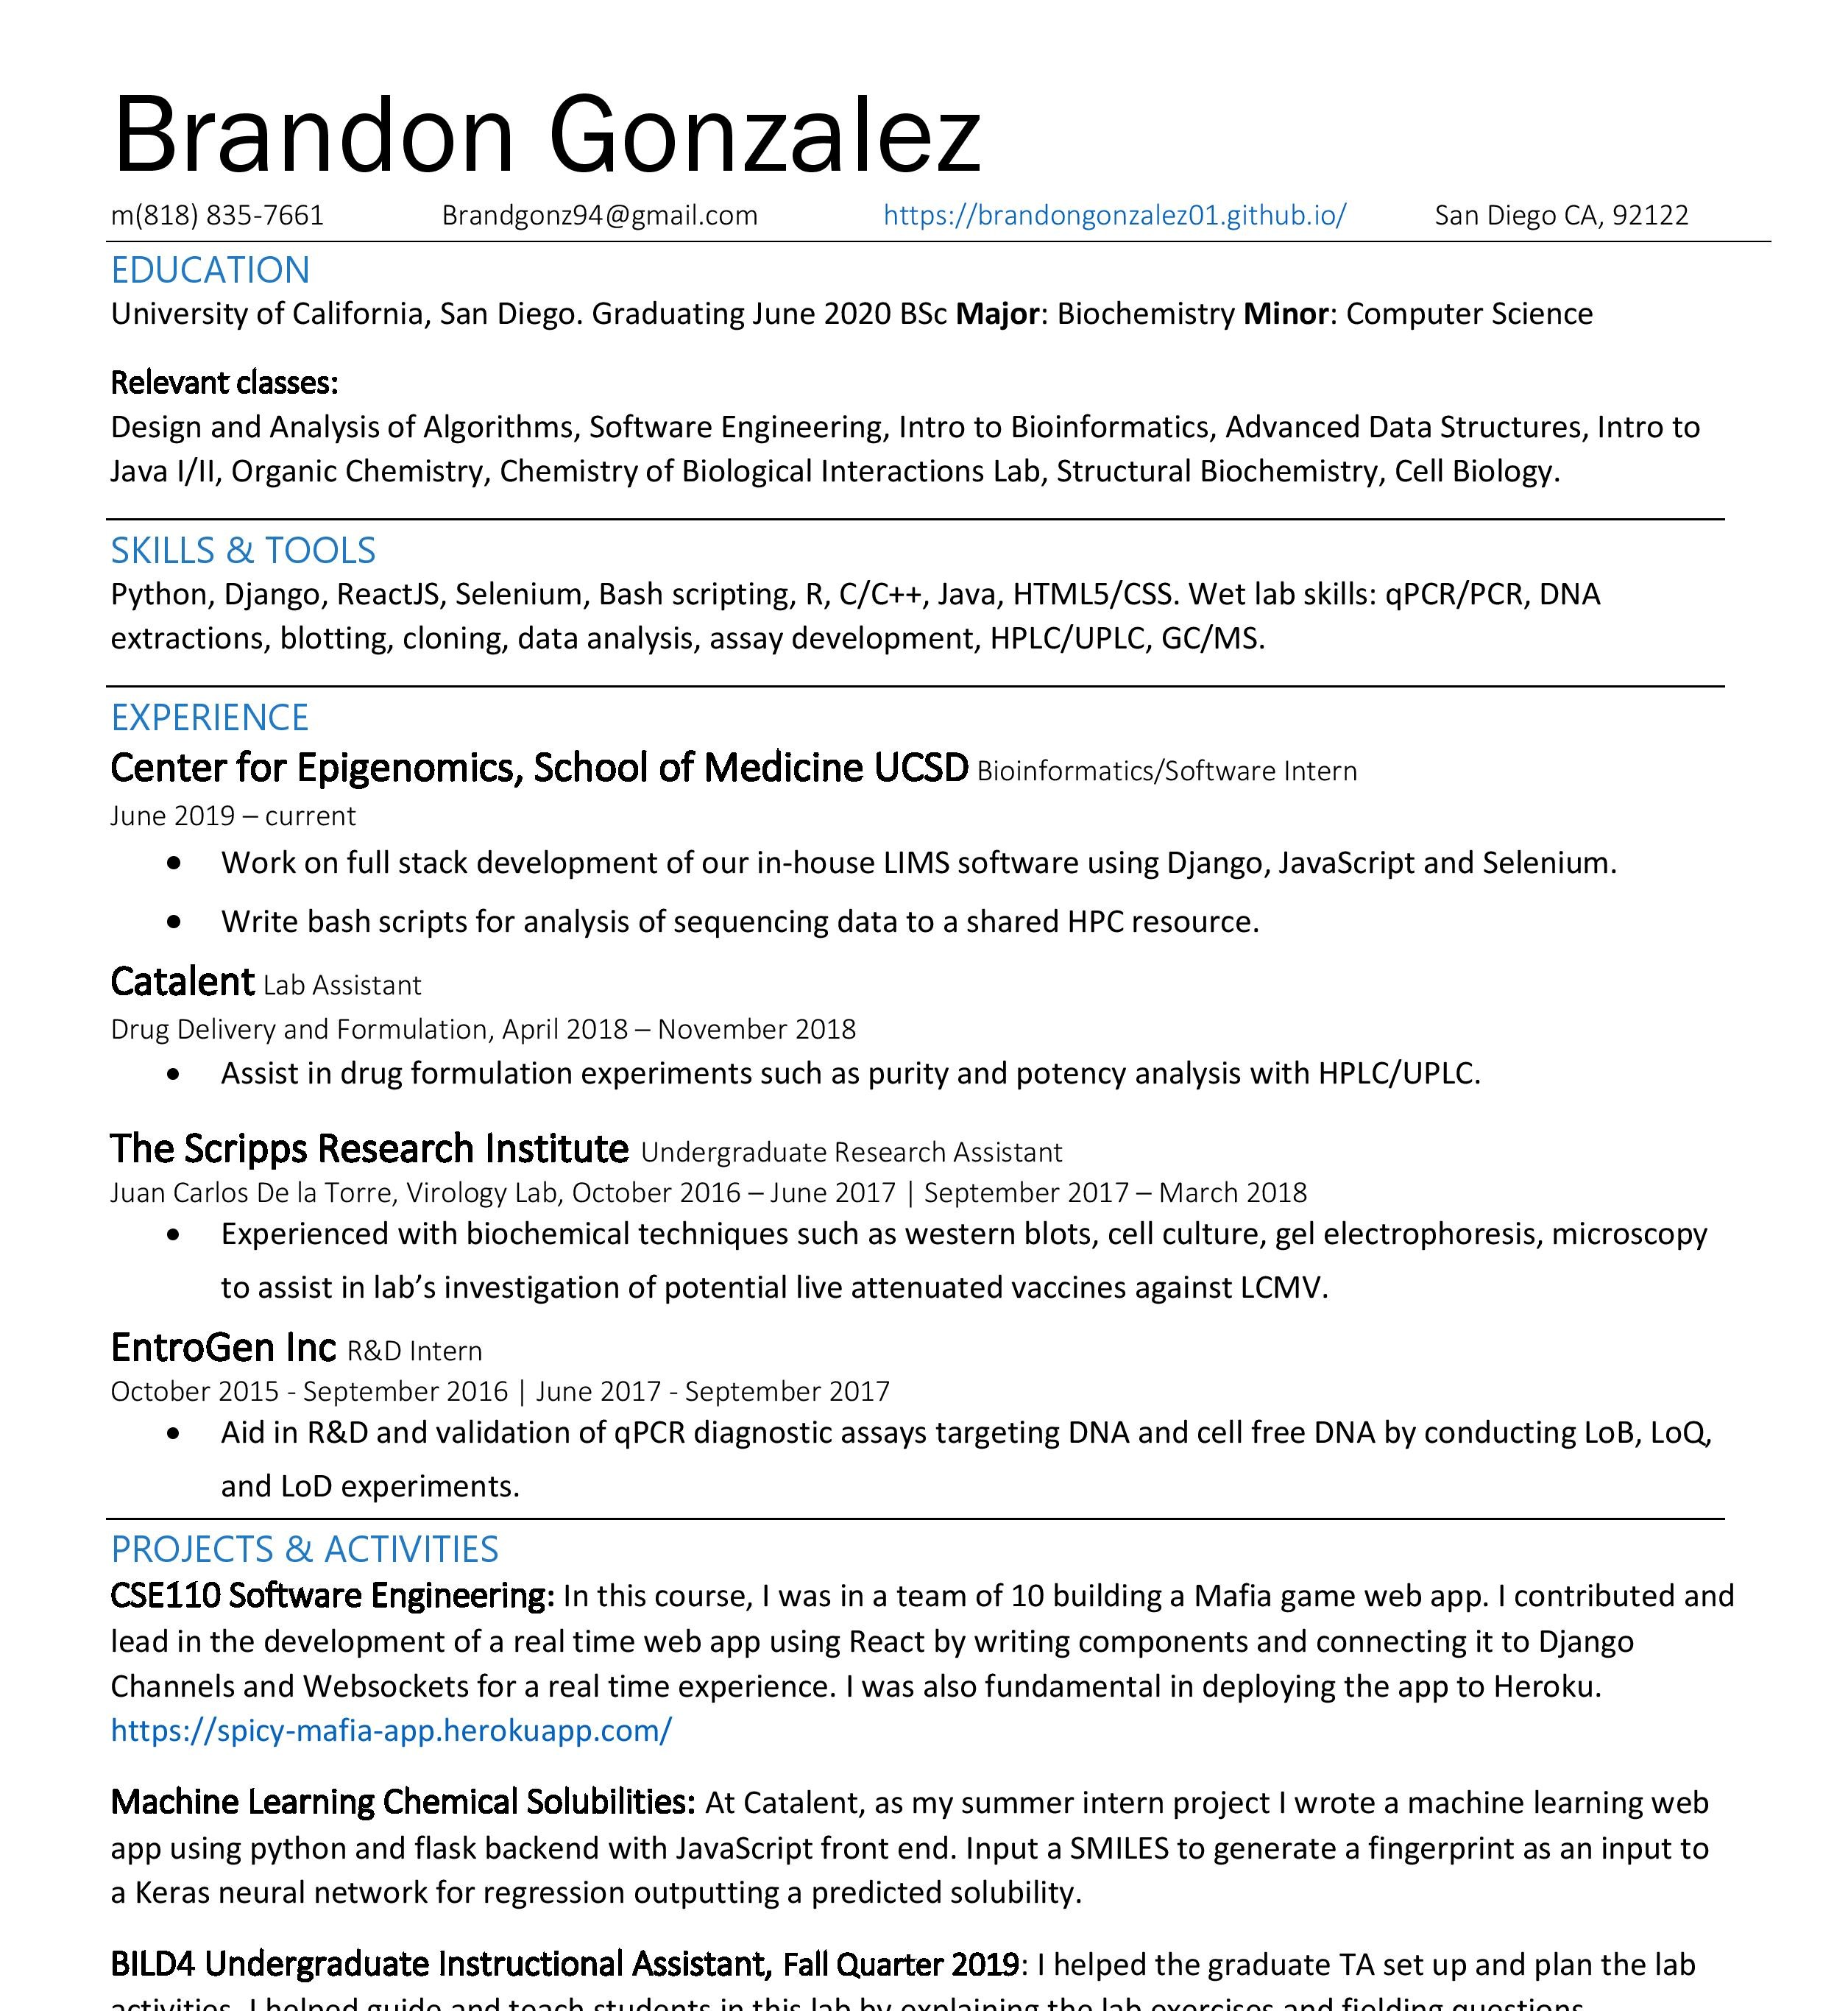 Brandon Gonzalez
m(818) 835-7661 Brandgonz94@gmail.com https://brandongonzalez01.github.io/ San Diego CA, 92122
EDUCATION
University of California, San Diego. Graduating June 2020 BSc Major: Biochemistry Minor: Computer Science
Relevant classes:
Design and Analysis of Algorithms, Software Engineering, Intro to Bioinformatics, Advanced Data Structures, Intro to
Java I/II, Organic Chemistry, Chemistry of Biological Interactions Lab, Structural Biochemistry, Cell Biology.
SKILLS & TOOLS
Python, Django, ReactJS, Selenium, Bash scripting, R, C/C++, Java, HTML5/CSS. Wet lab skills: qPCR/PCR, DNA
extractions, blotting, cloning, data analysis, assay development, HPLC/UPLC, GC/MS.
EXPERIENCE
Center for Epigenomics, School of Medicine UCSD Bioinformatics/Software Intern
June 2019 – current
• Work on full stack development of our in-house LIMS software using Django, JavaScript and Selenium.
• Write bash scripts for analysis of sequencing data to a shared HPC resource.
Catalent Lab Assistant
Drug Delivery and Formulation, April 2018 – November 2018
• Assist in drug formulation experiments such as purity and potency analysis with HPLC/UPLC.
The Scripps Research Institute Undergraduate Research Assistant
Juan Carlos De la Torre, Virology Lab, October 2016 – June 2017 | September 2017 – March 2018
• Experienced with biochemical techniques such as western blots, cell culture, gel electrophoresis, microscopy
to assist in lab’s investigation of potential live attenuated vaccines against LCMV.
EntroGen Inc R&D Intern
October 2015 - September 2016 | June 2017 - September 2017
• Aid in R&D and validation of qPCR diagnostic assays targeting DNA and cell free DNA by conducting LoB, LoQ,
and LoD experiments.
PROJECTS & ACTIVITIES
CSE110 Software Engineering: In this course, I was in a team of 10 building a Mafia game web app. I contributed and
lead in the development of a real time web app using React by writing components and connecting it to Django
Channels and Websockets for a real time experience. I was also fundamental in deploying the app to Heroku.
https://spicy-mafia-app.herokuapp.com/
Machine Learning Chemical Solubilities: At Catalent, as my summer intern project I wrote a machine learning web
app using python and flask backend with JavaScript front end. Input a SMILES to generate a fingerprint as an input to
a Keras neural network for regression outputting a predicted solubility.
BILD4 Undergraduate Instructional Assistant, Fall Quarter 2019: I helped the graduate TA set up and plan the lab
activities. I helped guide and teach students in this lab by explaining the lab exercises and fielding questions.